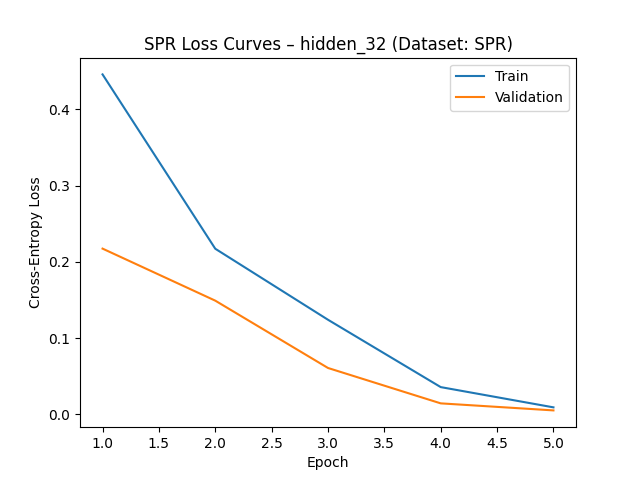 SPR Loss Curves – hidden_32 (Dataset: SPR)
Train
Validation
Cross-Entropy Loss
0.4
0.3
0.2
0.1
0.0
1.0 1.5 2.0 2.5 3.0 3.5 4.0 4.5 5.0
Epoch